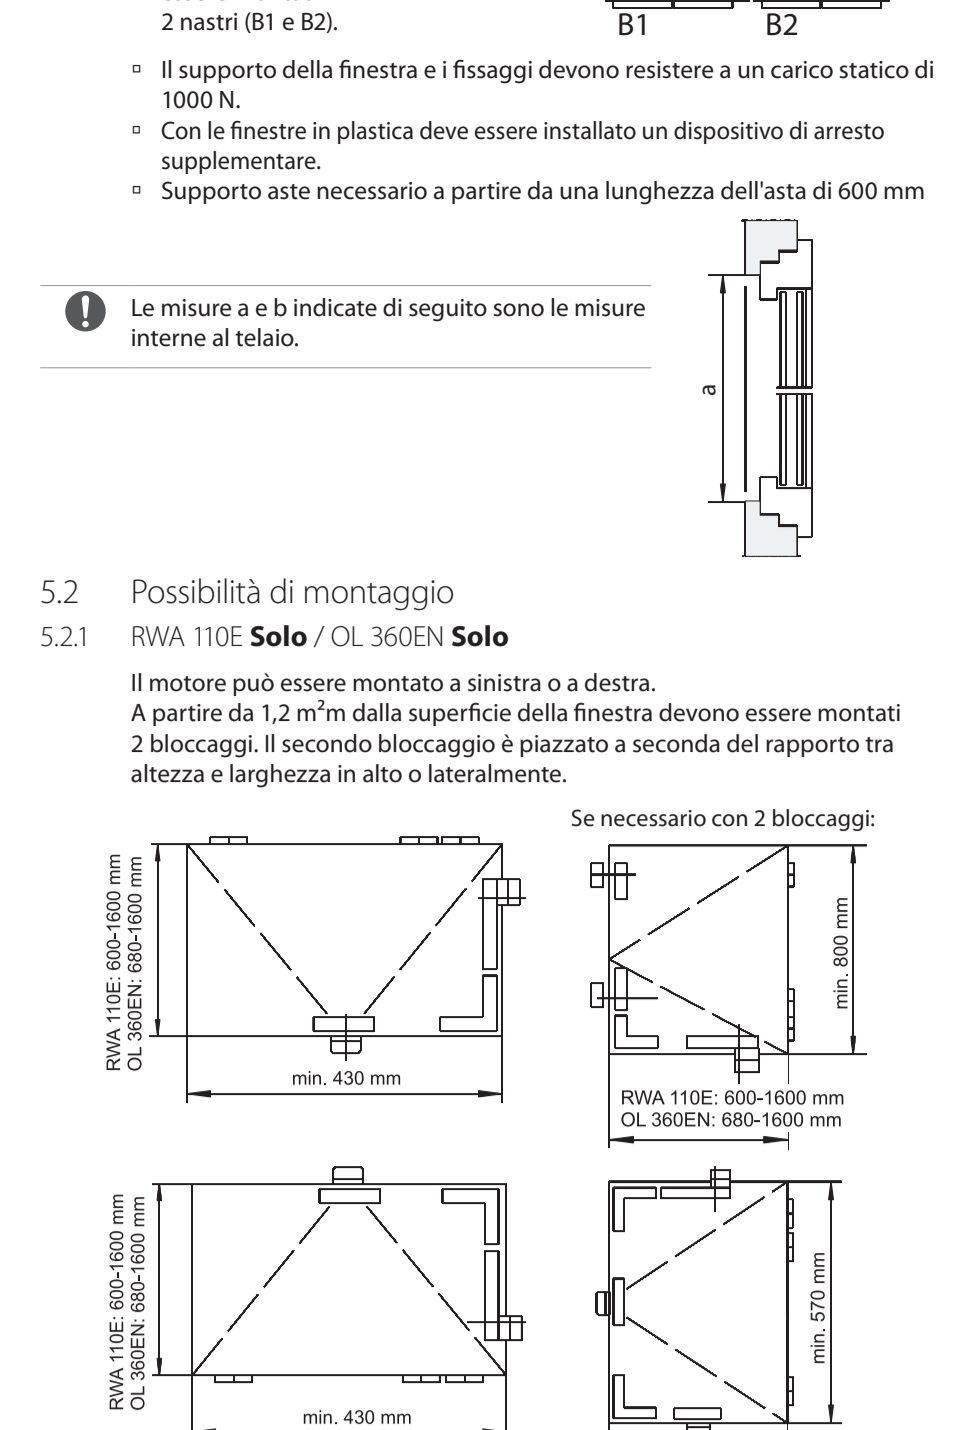 2 nastri (B1 e B2).
B1
B2
▫ Il supporto della finestra e i fissaggi devono resistere a un carico statico di
1000 N.
▫ Con le finestre in plastica deve essere installato un dispositivo di arresto
supplementare.
▫ Supporto aste necessario a partire da una lunghezza dell'asta di 600 mm
! Le misure a e b indicate di seguito sono le misure
interne al telaio.
a
5.2 Possibilità di montaggio
5.2.1 RWA 110E Solo / OL 360EN Solo
Il motore può essere montato a sinistra o a destra.
A partire da 1,2 m²m dalla superficie della finestra devono essere montati
2 bloccaggi. Il secondo bloccaggio è piazzato a seconda del rapporto tra
altezza e larghezza in alto o lateralmente.
Se necessario con 2 bloccaggi:
RWA 110E: 600-1600 mm
OL 360EN: 680-1600 mm
min. 430 mm
min. 800 mm
RWA 110E: 600-1600 mm
OL 360EN: 680-1600 mm
RWA 110E: 600-1600 mm
OL 360EN: 680-1600 mm
min. 430 mm
min. 570 mm